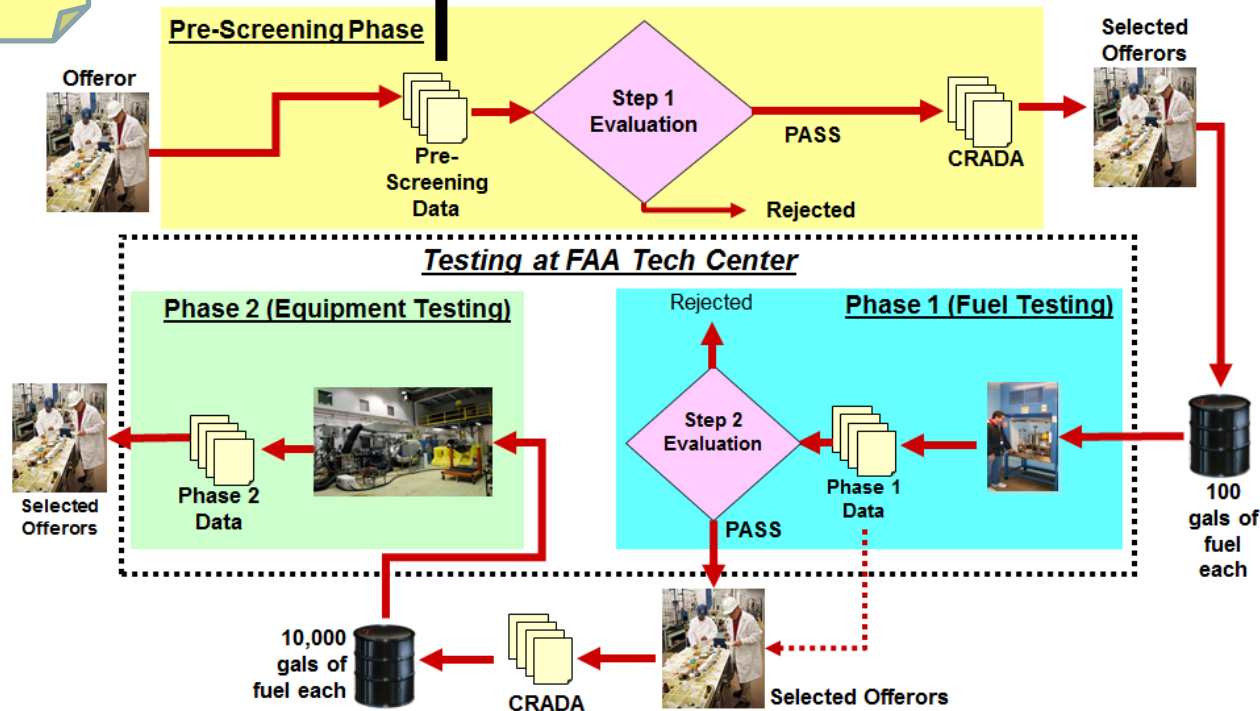 Pre-Screening Phase
Offeror
Pre-
Screening
Data
Step 1
Evaluation
PASS
Rejected
CRADA
Selected
Offerors
Testing at FAA Tech Center
Phase 2 (Equipment Testing)
Rejected
Phase 1 (Fuel Testing)
Step 2
Evaluation
Phase 1
Data
100
gals of
fuel
each
Phase 2
Data
Selected
Offerors
PASS
10,000
gals of
fuel each
CRADA
Selected Offerors